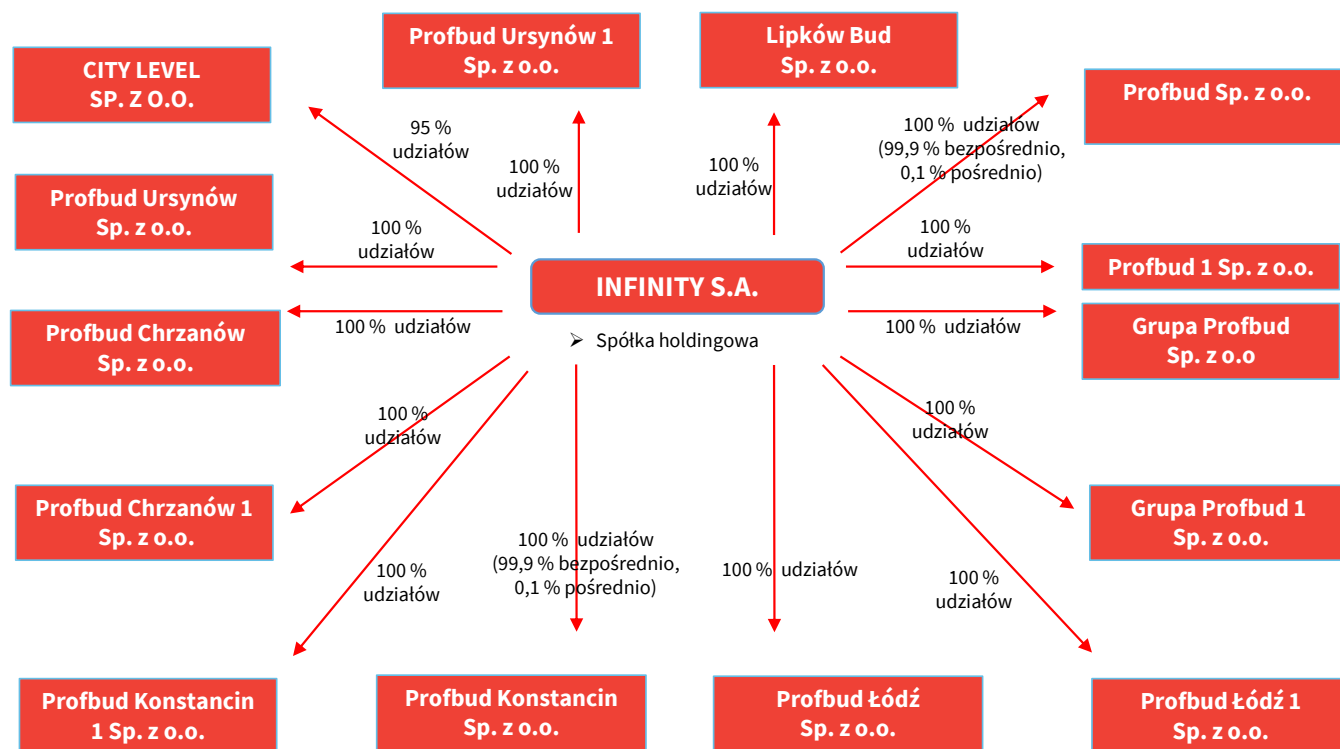 Profbud Ursynów 1
Sp. z o.o.
Lipków Bud
Sp. z o.o.
CITY LEVEL
SP. Z O.O.
Profbud Sp. z o.o.
95 %
udziałów
100 %
udziałów
100 %
udziałów
100 % udziałów
(99,9 % bezpośrednio,
0,1 % pośrednio)
Profbud Ursynów
Sp. z o.o.
100 %
udziałów
100 %
udziałów
INFINITY S.A.
Profbud 1 Sp. z o.o.
Profbud Chrzanów
Sp. z o.o.
100 % udziałów
➢ Spółka holdingowa
100 % udziałów
Grupa Profbud
Sp. z o.o
100 %
udziałów
100 %
udziałów
Profbud Chrzanów 1
Sp. z o.o.
Grupa Profbud 1
Sp. z o.o.
100 %
udziałów
100 % udziałów
(99,9 % bezpośrednio,
0,1 % pośrednio)
100 % udziałów
100 %
udziałów
Profbud Konstancin
1 Sp. z o.o.
Profbud Konstancin
Sp. z o.o.
Profbud Łódź
Sp. z o.o.
Profbud Łódź 1
Sp. z o.o.